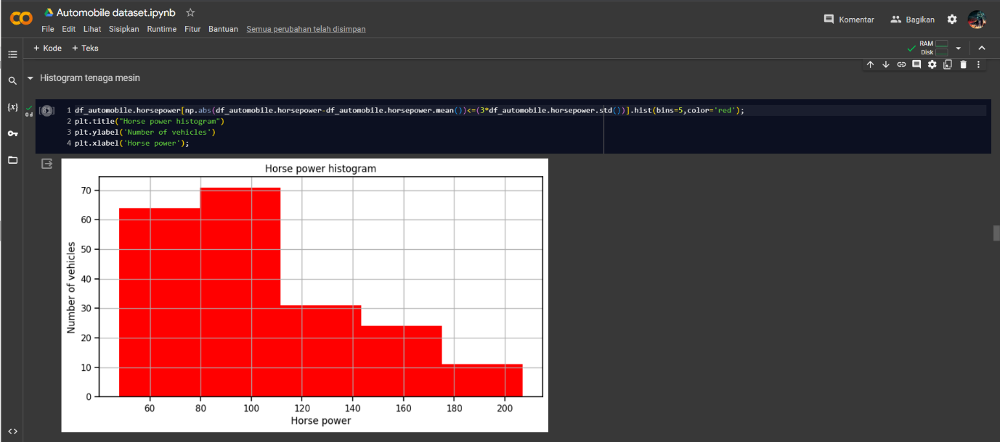 Automobile dataset.ipynb
File Edit Lihat Sisipkan Runtime Fitur Bantuan Semua perubahan telah disimpan
Komentar Bagikan
+ Kode + Teks
RAM
Disk
Histogram tenaga mesin
{x}
0 d
1 df_automobile.horsepower[np.abs(df_automobile.horsepower-df_automobile.horsepower.mean())<=(3*df_automobile.horsepower.std())].hist(bins=5,color='red');
2 plt.title("Horse power histogram")
3 plt.ylabel('Number of vehicles')
4 plt.xlabel('Horse power');
Horse power histogram
Number of vehicles
70
60
50
40
30
20
10
0
60 80 100 120 140 160 180 200
Horse power